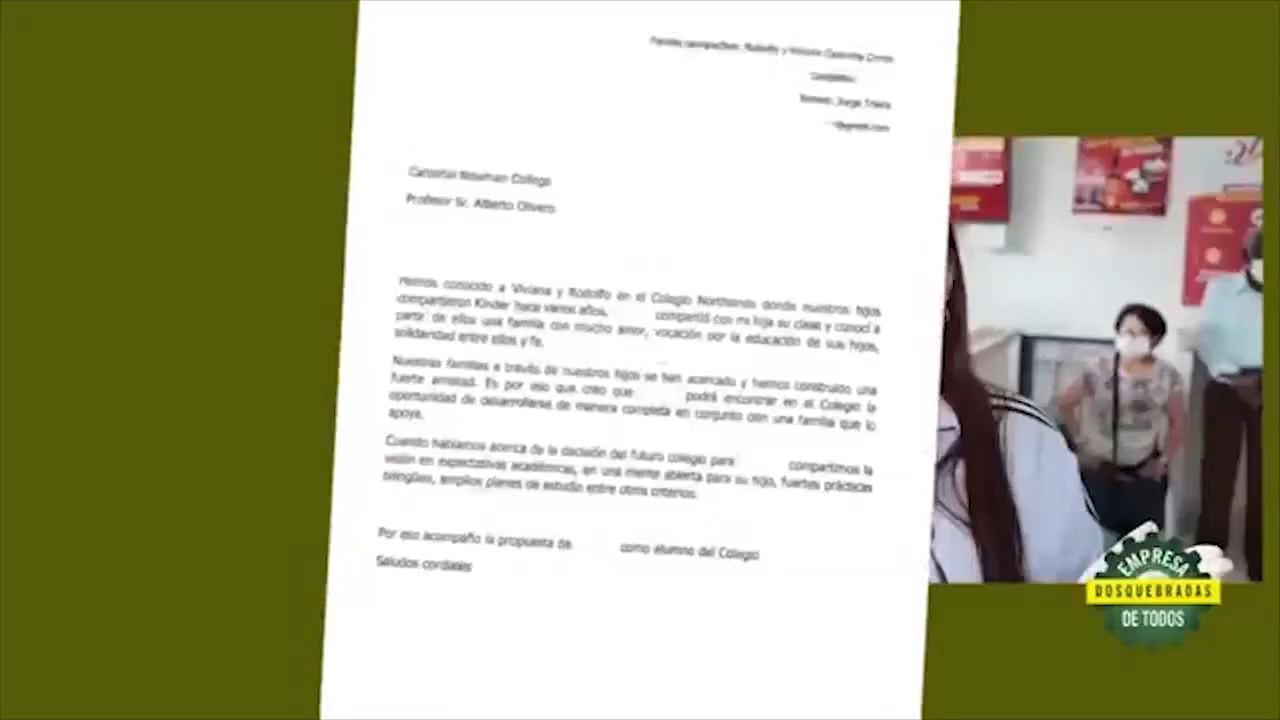 Jorge
Cardenal Newman College
Profesor Sr. Alberto Olivero
Hemos conocido a Viviana y Rodolfo en el Colegio Northlands donde nuestros hijos
compartieron Kinder hace varios años, compartió con mi hija su clase y conocí a
partir de ellos una familia con mucho amor, vocación por la educación de sus hijos,
solidaridad entre ellos y fe.
Nuestras familias a través de nuestros hijos se han acercado y hemos construido una
fuerte amistad. Es por eso que creo que podrá encontrar en el Colegio la
oportunidad de desarrollarse de manera completa en conjunto con una familia que lo
apoya.
Cuando hablamos acerca de la decisión del futuro colegio para compartimos la
visión en expectativas académicas, en una mente abierta para su hijo, fuertes prácticas
bilingües, amplios planes de estudio entre otros criterios.
Por eso acompaño la propuesta de como alumno del Colegio
Saludos cordiales
EMPRESA
DOSQUEBRADAS
DE TODOS